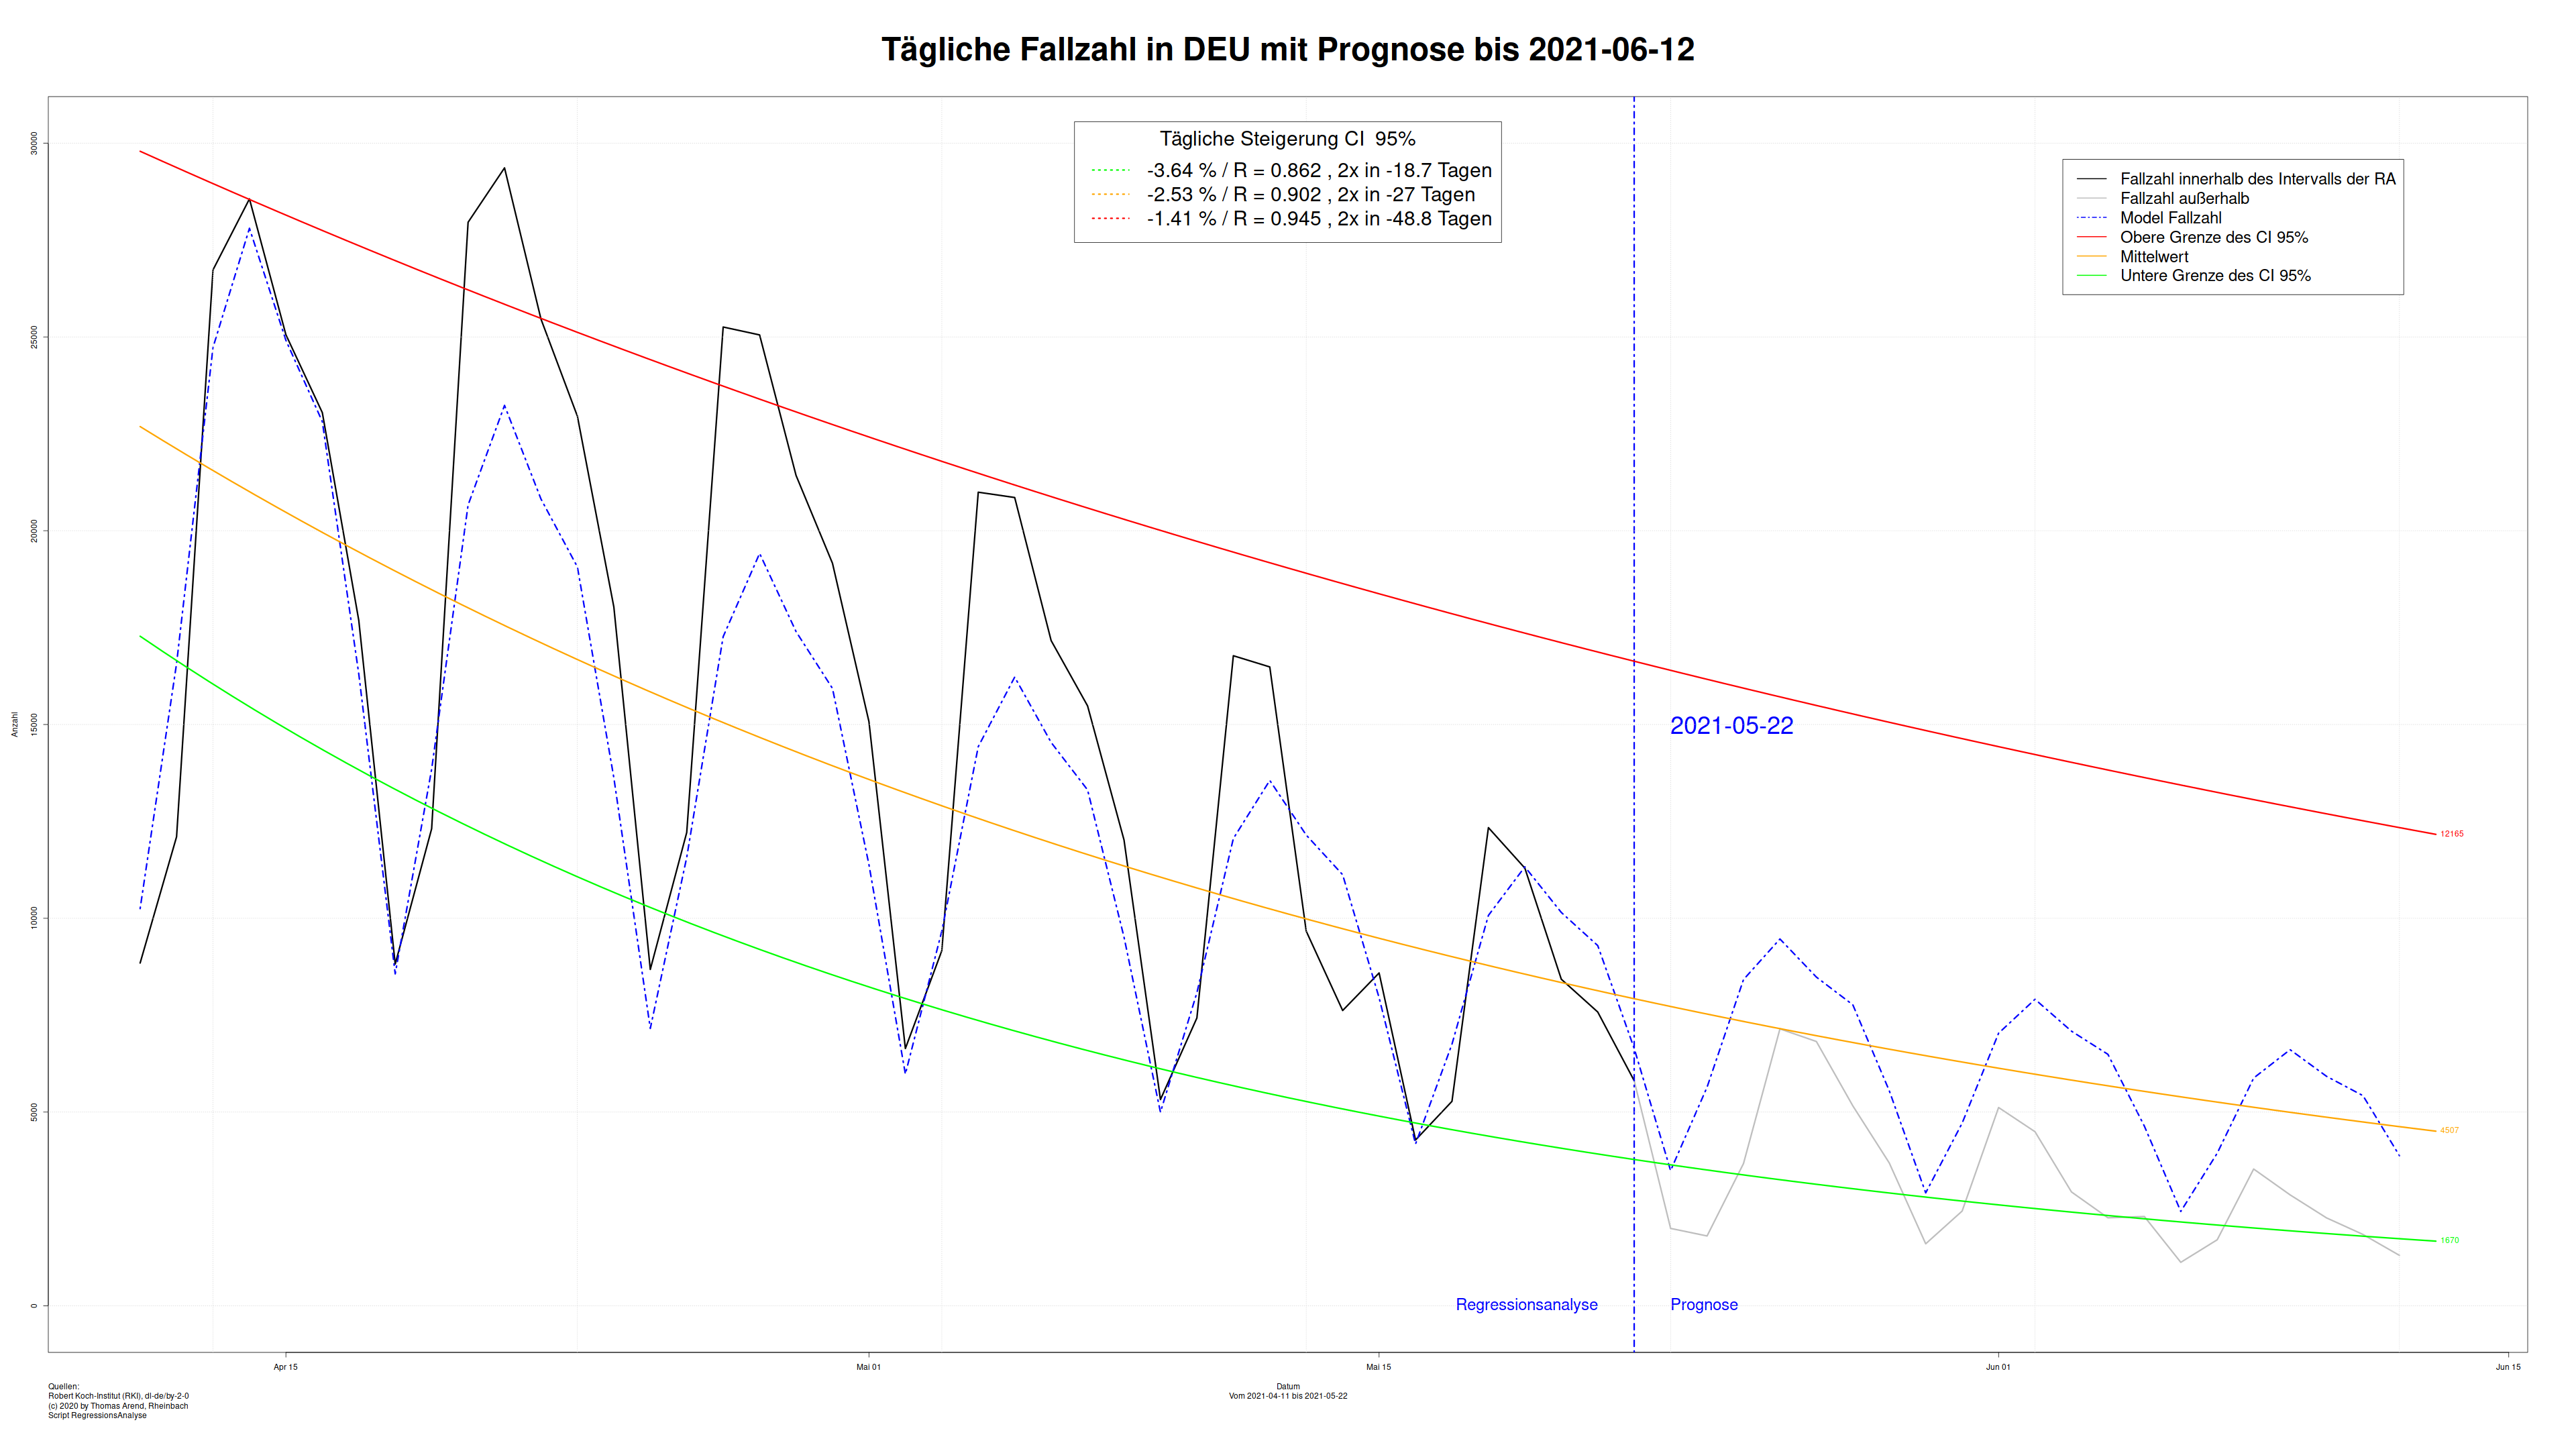 Tägliche Fallzahl in DEU mit Prognose bis 2021-06-12
Tägliche Steigerung CI  95%
-3.64 % / R = 0.862 , 2x in -18.7 Tagen
-2.53 % / R = 0.902 , 2x in -27 Tagen
-1.41 % / R = 0.945 , 2x in -48.8 Tagen
Fallzahl innerhalb des Intervalls der RA
Fallzahl außerhalb
Model Fallzahl
Obere Grenze des CI 95%
Mittelwert
Untere Grenze des CI 95%
30000
25000
20000
15000
10000
5000
0
Anzahl
2021-05-22
12165
4507
1670
Regressionsanalyse
Prognose
Apr 15
Mai 01
Mai 15
Jun 01
Jun 15
Datum
Vom 2021-04-11 bis 2021-05-22
Quellen:
Robert Koch-Institut (RKI), dl-de/by-2-0
(c) 2020 by Thomas Arend, Rheinbach
Script RegressionsAnalyse